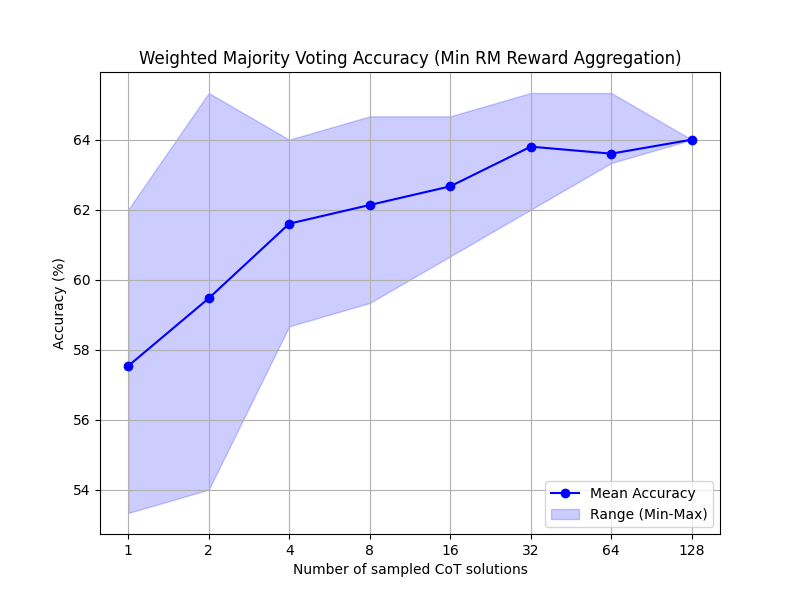 Weighted Majority Voting Accuracy (Min RM Reward Aggregation)
Accuracy (%)
64
62
60
58
56
54
Mean Accuracy
Range (Min-Max)
1 2 4 8 16 32 64 128
Number of sampled CoT solutions